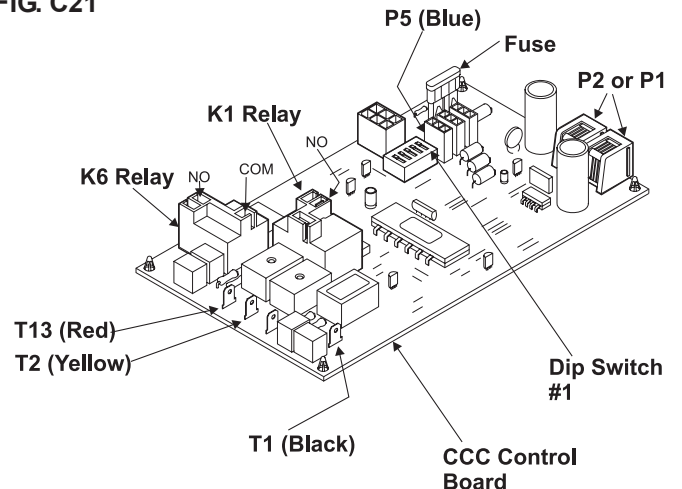 FIG. C21
P5 (Blue)
Fuse
P2 or P1
K1 Relay
NO
K6 Relay
NO
COM
T13 (Red)
T2 (Yellow)
T1 (Black)
Dip Switch
#1
CCC Control
Board